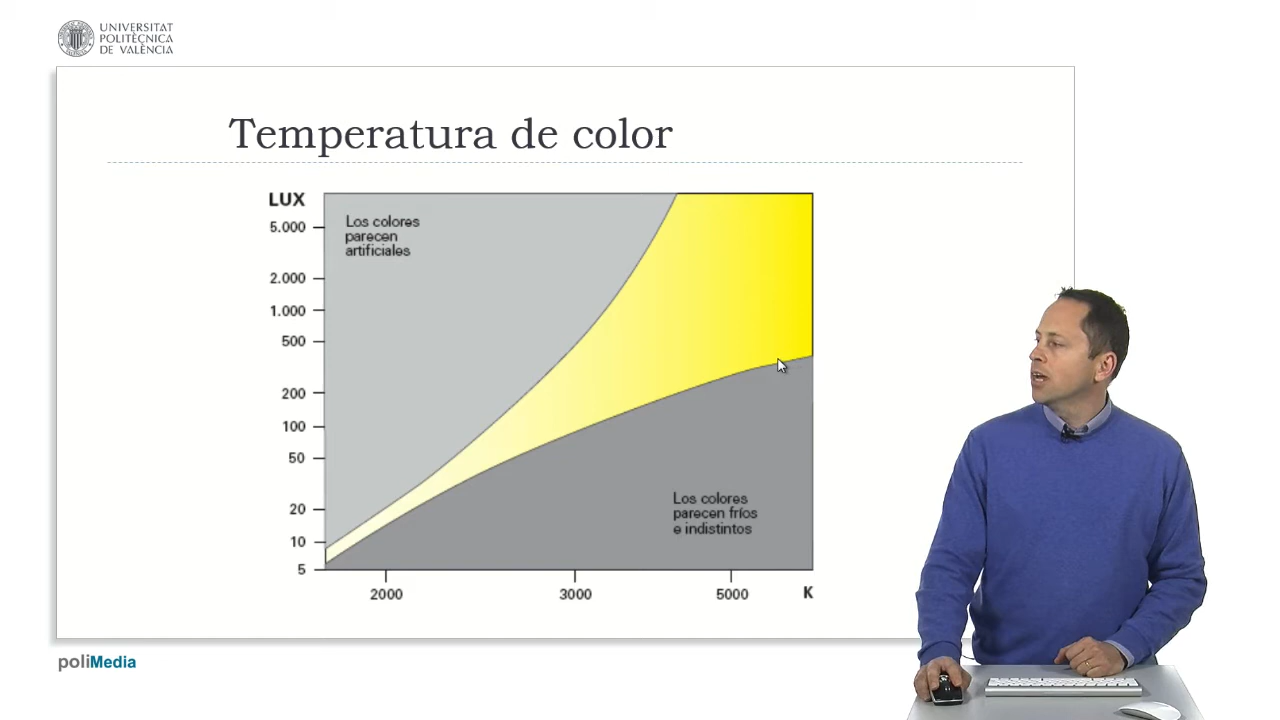 UNIVERSITAT
POLITÈCNICA
DE VALÈNCIA
Temperatura de color
LUX
5.000
2.000
1.000
500
200
100
50
20
10
5
Los colores
parecen
artificiales
Los colores
parecen fríos
e indistintos
2000
3000
5000
K
poliMedia